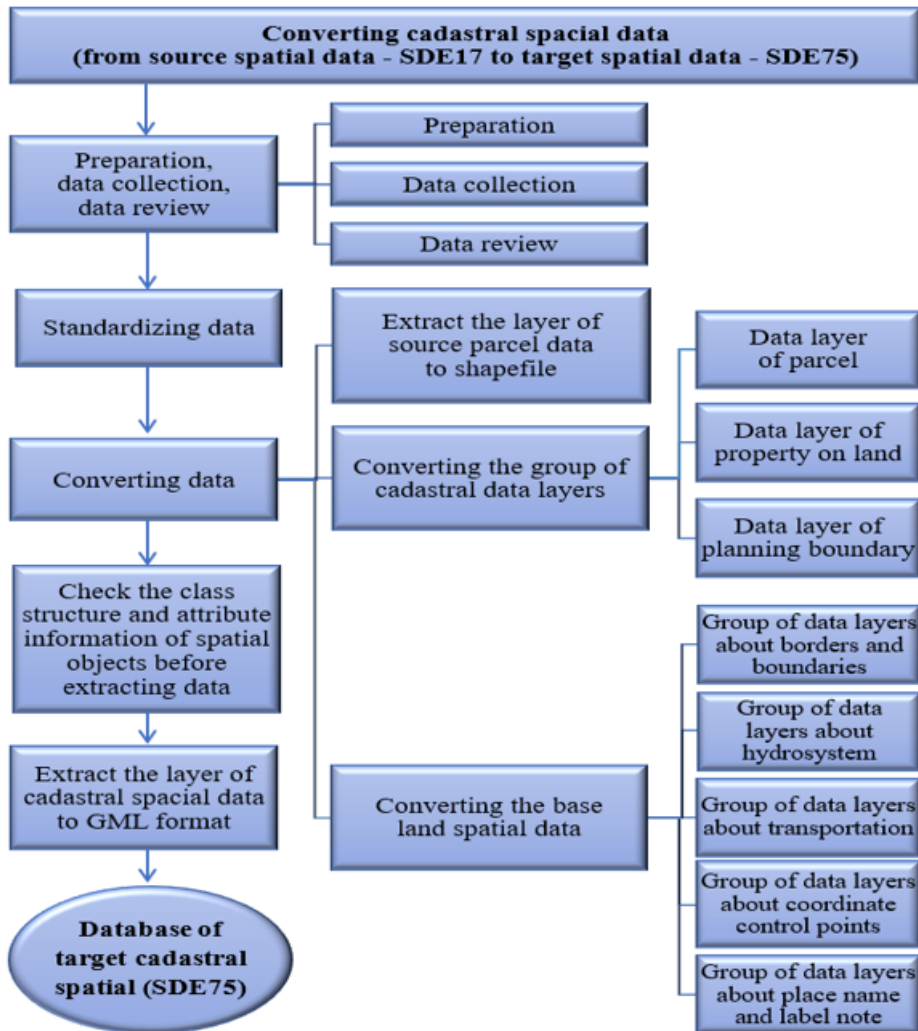 Converting cadastral spacial data
(from source spatial data - SDE17 to target spatial data - SDE75)
Preparation,
data collection,
data review
Preparation
Data collection
Data review
Standardizing data
Converting data
Extract the layer of
source parcel data
to shapefile
Converting the group of
cadastral data layers
Data layer
of parcel
Data layer of
property on land
Data layer of
planning boundary
Check the class
structure and attribute
information of spatial
objects before
extracting data
Extract the layer of
cadastral spacial data
to GML format
Converting the base
land spatial data
Group of data layers
about borders and
boundaries
Group of data
layers about
hydrosystem
Group of data layers
about transportation
Group of data layers
about coordinate
control points
Group of data layers
about place name
and label note
Database of
target cadastral
spatial (SDE75)